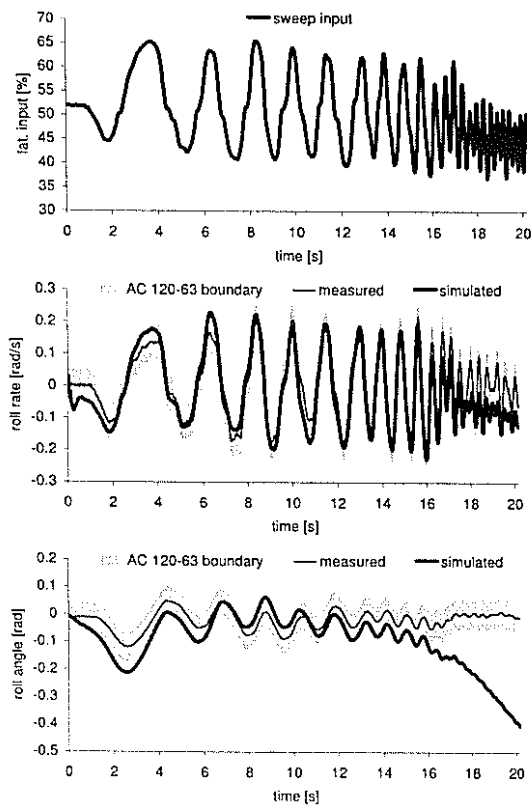 sweep input
70
65
60
55
50
45
40
35
30
lat. input [%]
0 2 4 6 8 10 12 14 16 18 20
time [s]
AC 120-63 boundary measured simulated
0.3
0.2
0.1
0
-0.1
-0.2
-0.3
roll rate [rad/s]
0 2 4 6 8 10 12 14 16 18 20
time [s]
AC 120-63 boundary measured simulated
0.2
0.1
0
-0.1
-0.2
-0.3
-0.4
-0.5
roll angle [rad]
0 2 4 6 8 10 12 14 16 18 20
time [s]